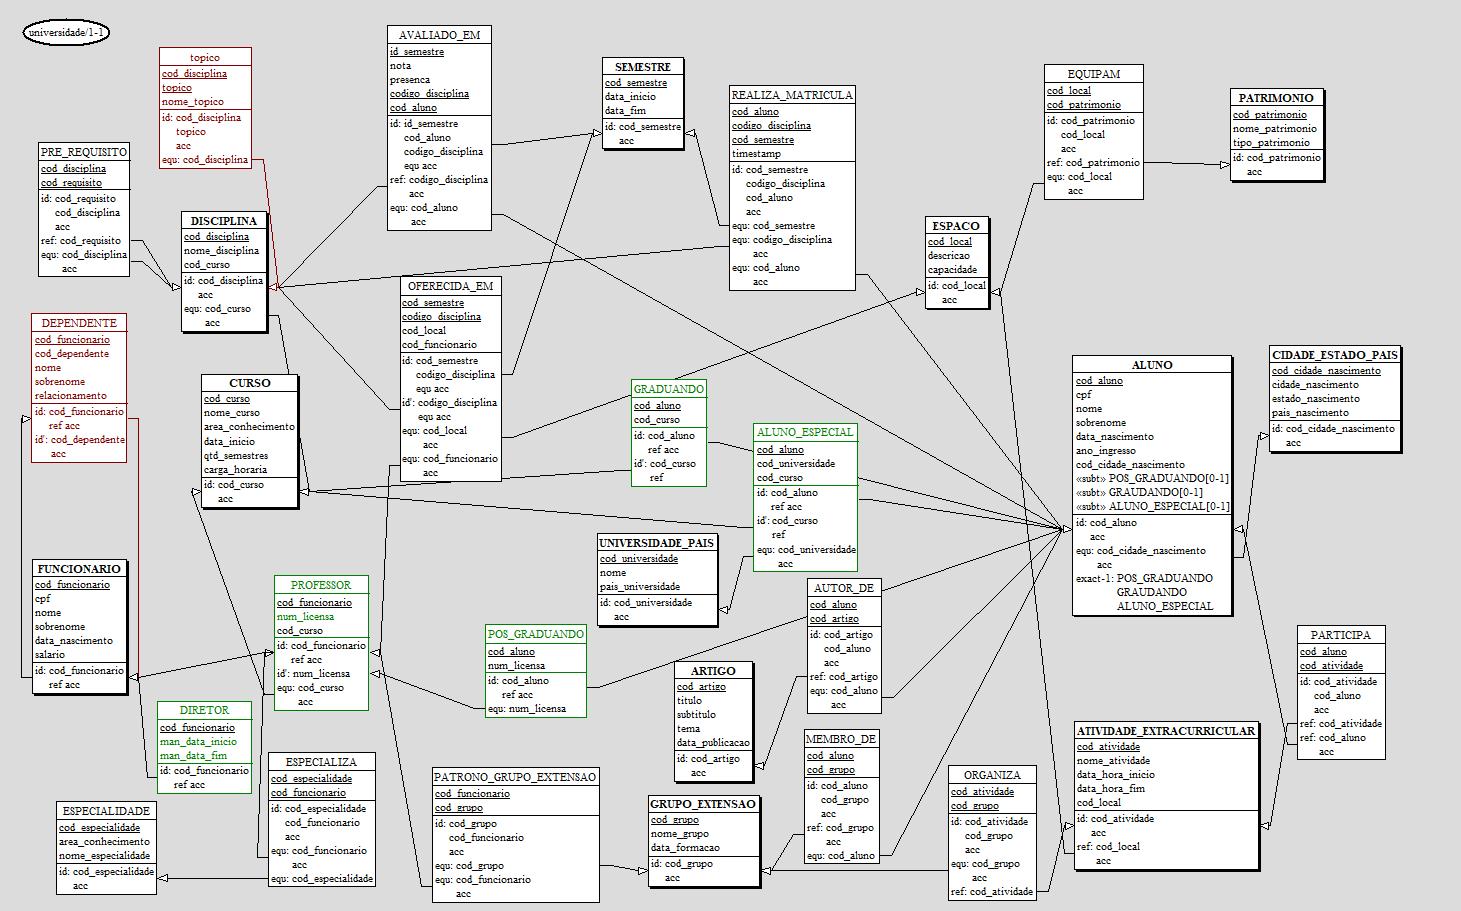 universidade/1-1
topico
cod_disciplina
topico
nome_topico
id: cod_disciplina
topico
acc
equ: cod_disciplina
PRE_REQUISITO
cod_disciplina
cod_requisito
id: cod_requisito
cod_disciplina
acc
ref: cod_requisito
equ: cod_disciplina
acc
DISCIPLINA
cod_disciplina
nome_disciplina
cod_curso
id: cod_disciplina
acc
equ: cod_curso
acc
AVALIADO_EM
id_semestre
nota
presenca
codigo_disciplina
cod_aluno
id: id_semestre
cod_aluno
codigo_disciplina
equ acc
ref: codigo_disciplina
acc
equ: cod_aluno
acc
SEMESTRE
cod_semestre
data_inicio
data_fim
id: cod_semestre
acc
REALIZA_MATRICULA
cod_aluno
codigo_disciplina
cod_semestre
timestamp
id: cod_semestre
codigo_disciplina
cod_aluno
acc
equ: cod_semestre
equ: codigo_disciplina
acc
equ: cod_aluno
acc
EQUIPAM
cod_local
cod_patrimonio
id: cod_patrimonio
cod_local
acc
ref: cod_patrimonio
equ: cod_local
acc
PATRIMONIO
cod_patrimonio
nome_patrimonio
tipo_patrimonio
id: cod_patrimonio
acc
ESPACO
cod_local
descricao
capacidade
id: cod_local
acc
OFERECIDA_EM
cod_semestre
codigo_disciplina
cod_local
cod_funcionario
id: cod_semestre
codigo_disciplina
equ acc
id': codigo_disciplina
equ acc
equ: cod_local
acc
equ: cod_funcionario
acc
DEPENDENTE
cod_funcionario
cod_dependente
nome
sobrenome
relacionamento
id: cod_funcionario
ref acc
id': cod_dependente
acc
CURSO
cod_curso
nome_curso
area_conhecimento
data_inicio
qtd_semestres
carga_horaria
id: cod_curso
acc
GRADUANDO
cod_aluno
cod_curso
id: cod_aluno
ref acc
id': cod_curso
ref
ALUNO_ESPECIAL
cod_aluno
cod_universidade
cod_curso
id: cod_aluno
ref acc
id': cod_curso
ref
equ: cod_universidade
acc
ALUNO
cod_aluno
cpf
nome
sobrenome
data_nascimento
ano_ingresso
cod_cidade_nascimento
«subt» POS_GRADUANDO[0-1]
«subt» GRAUDANDO[0-1]
«subt» ALUNO_ESPECIAL[0-1]
id: cod_aluno
acc
equ: cod_cidade_nascimento
acc
exact-1: POS_GRADUANDO
GRAUDANDO
ALUNO_ESPECIAL
CIDADE_ESTADO_PAIS
cod_cidade_nascimento
cidade_nascimento
estado_nascimento
pais_nascimento
id: cod_cidade_nascimento
acc
UNIVERSIDADE_PAIS
cod_universidade
nome
pais_universidade
id: cod_universidade
acc
FUNCIONARIO
cod_funcionario
cpf
nome
sobrenome
data_nascimento
salario
id: cod_funcionario
ref acc
PROFESSOR
cod_funcionario
num_licensa
cod_curso
id: cod_funcionario
ref acc
id': num_licensa
equ: cod_curso
acc
POS_GRADUANDO
cod_aluno
num_licensa
id: cod_aluno
ref acc
equ: num_licensa
AUTOR_DE
cod_aluno
cod_artigo
id: cod_artigo
cod_aluno
acc
ref: cod_artigo
equ: cod_aluno
acc
ARTIGO
cod_artigo
titulo
subtitulo
tema
data_publicacao
id: cod_artigo
acc
PARTICIPA
cod_aluno
cod_atividade
id: cod_atividade
cod_aluno
acc
ref: cod_atividade
ref: cod_aluno
acc
DIRETOR
cod_funcionario
man_data_inicio
man_data_fim
id: cod_funcionario
ref acc
ESPECIALIZA
cod_especialidade
cod_funcionario
id: cod_especialidade
cod_funcionario
acc
equ: cod_funcionario
acc
equ: cod_especialidade
ESPECIALIDADE
cod_especialidade
area_conhecimento
nome_especialidade
id: cod_especialidade
acc
PATRONO_GRUPO_EXTENSAO
cod_funcionario
cod_grupo
id: cod_grupo
cod_funcionario
acc
equ: cod_grupo
equ: cod_funcionario
acc
GRUPO_EXTENSAO
cod_grupo
nome_grupo
data_formacao
id: cod_grupo
acc
MEMBRO_DE
cod_aluno
cod_grupo
id: cod_aluno
cod_grupo
acc
ref: cod_grupo
acc
equ: cod_aluno
ORGANIZA
cod_atividade
cod_grupo
id: cod_atividade
cod_grupo
acc
equ: cod_grupo
acc
ref: cod_atividade
ATIVIDADE_EXTRACURRICULAR
cod_atividade
nome_atividade
data_hora_inicio
data_hora_fim
cod_local
id: cod_atividade
acc
ref: cod_local
acc